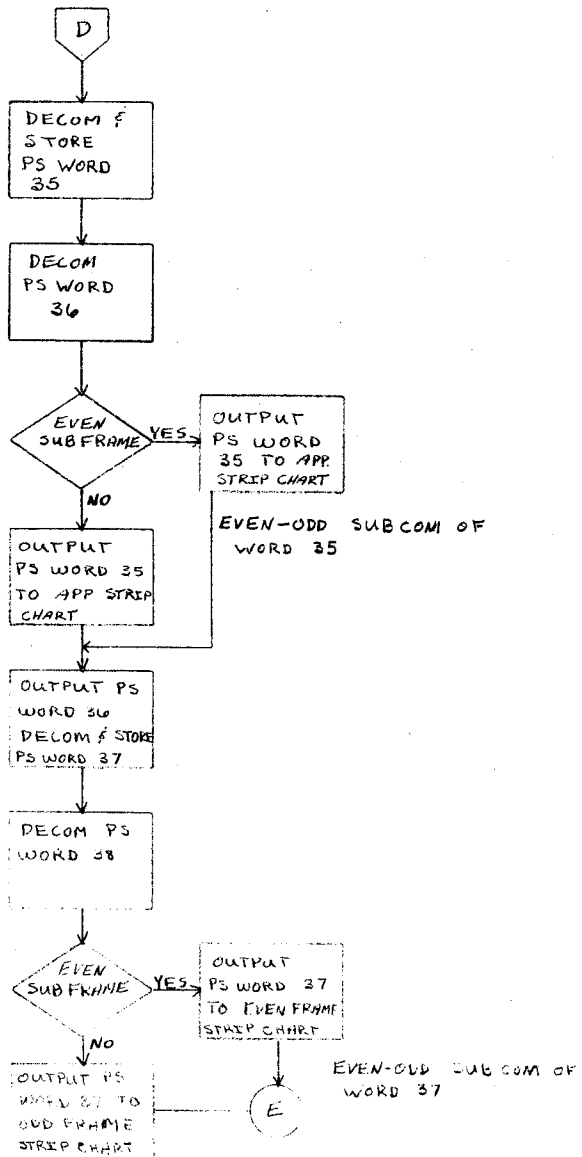 D
DECOM &
STORE
PS WORD
35
DECOM
PS WORD
36
EVEN
SUBFRAME
YES
OUTPUT
PS WORD
35 TO APP.
STRIP CHART
NO
EVEN-ODD SUBCOM OF
WORD 35
OUTPUT
PS WORD 35
TO APP STRIP
CHART
OUTPUT PS
WORD 36
DECOM & STORE
PS WORD 37
DECOM PS
WORD 38
EVEN
SUBFRAME
YES
OUTPUT
PS WORD 37
TO EVEN FRAME
STRIP CHART
NO
EVEN-ODD SUBCOM OF
WORD 37
OUTPUT PS
WORD 37 TO
ODD FRAME
STRIP CHART
E